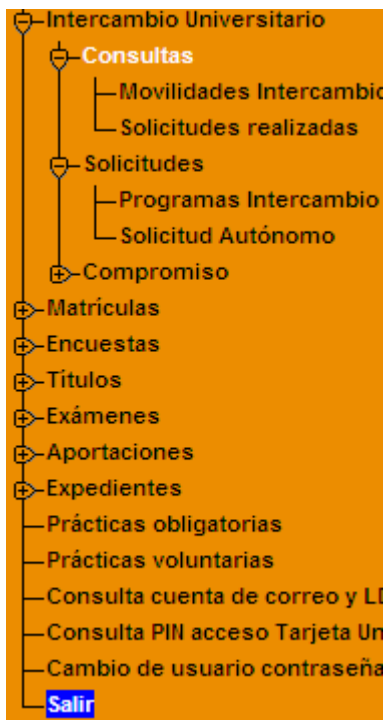 Intercambio Universitario
Consultas
Movilidades Intercambio
Solicitudes realizadas
Solicitudes
Programas Intercambio
Solicitud Autónomo
Compromiso
Matrículas
Encuestas
Títulos
Exámenes
Aportaciones
Expedientes
Prácticas obligatorias
Prácticas voluntarias
Consulta cuenta de correo y
Consulta PIN acceso Tarjeta
Cambio de usuario contraseña
Salir